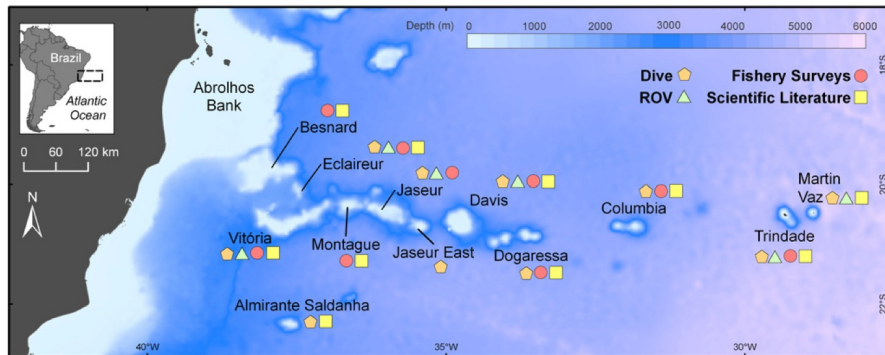 Brazil
Atlantic
Ocean
0 60 120 km
N
Abrolhos
Bank
Depth (m)
0 1000 2000 3000 4000 5000 6000
Dive
Fishery Surveys
ROV
Scientific Literature
18°S
Besnard
Eclaireur
Jaseur
Davis
Columbia
Martin
Vaz
20°S
Vitória
Montague
Jaseur East
Dogaressa
Trindade
Almirante Saldanha
22°S
40°W
35°W
30°W